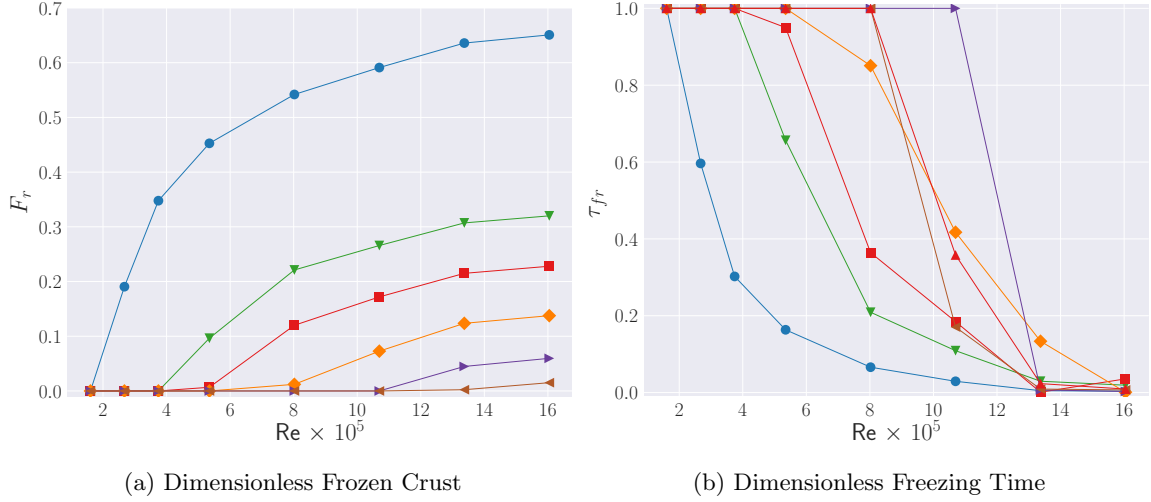 0.7
0.6
0.5
0.4
0.3
0.2
0.1
0.0
F_r
2 4 6 8 10 12 14 16
Re × 10^5
(a) Dimensionless Frozen Crust
1.0
0.8
0.6
0.4
0.2
0.0
τ_fr
2 4 6 8 10 12 14 16
Re × 10^5
(b) Dimensionless Freezing Time